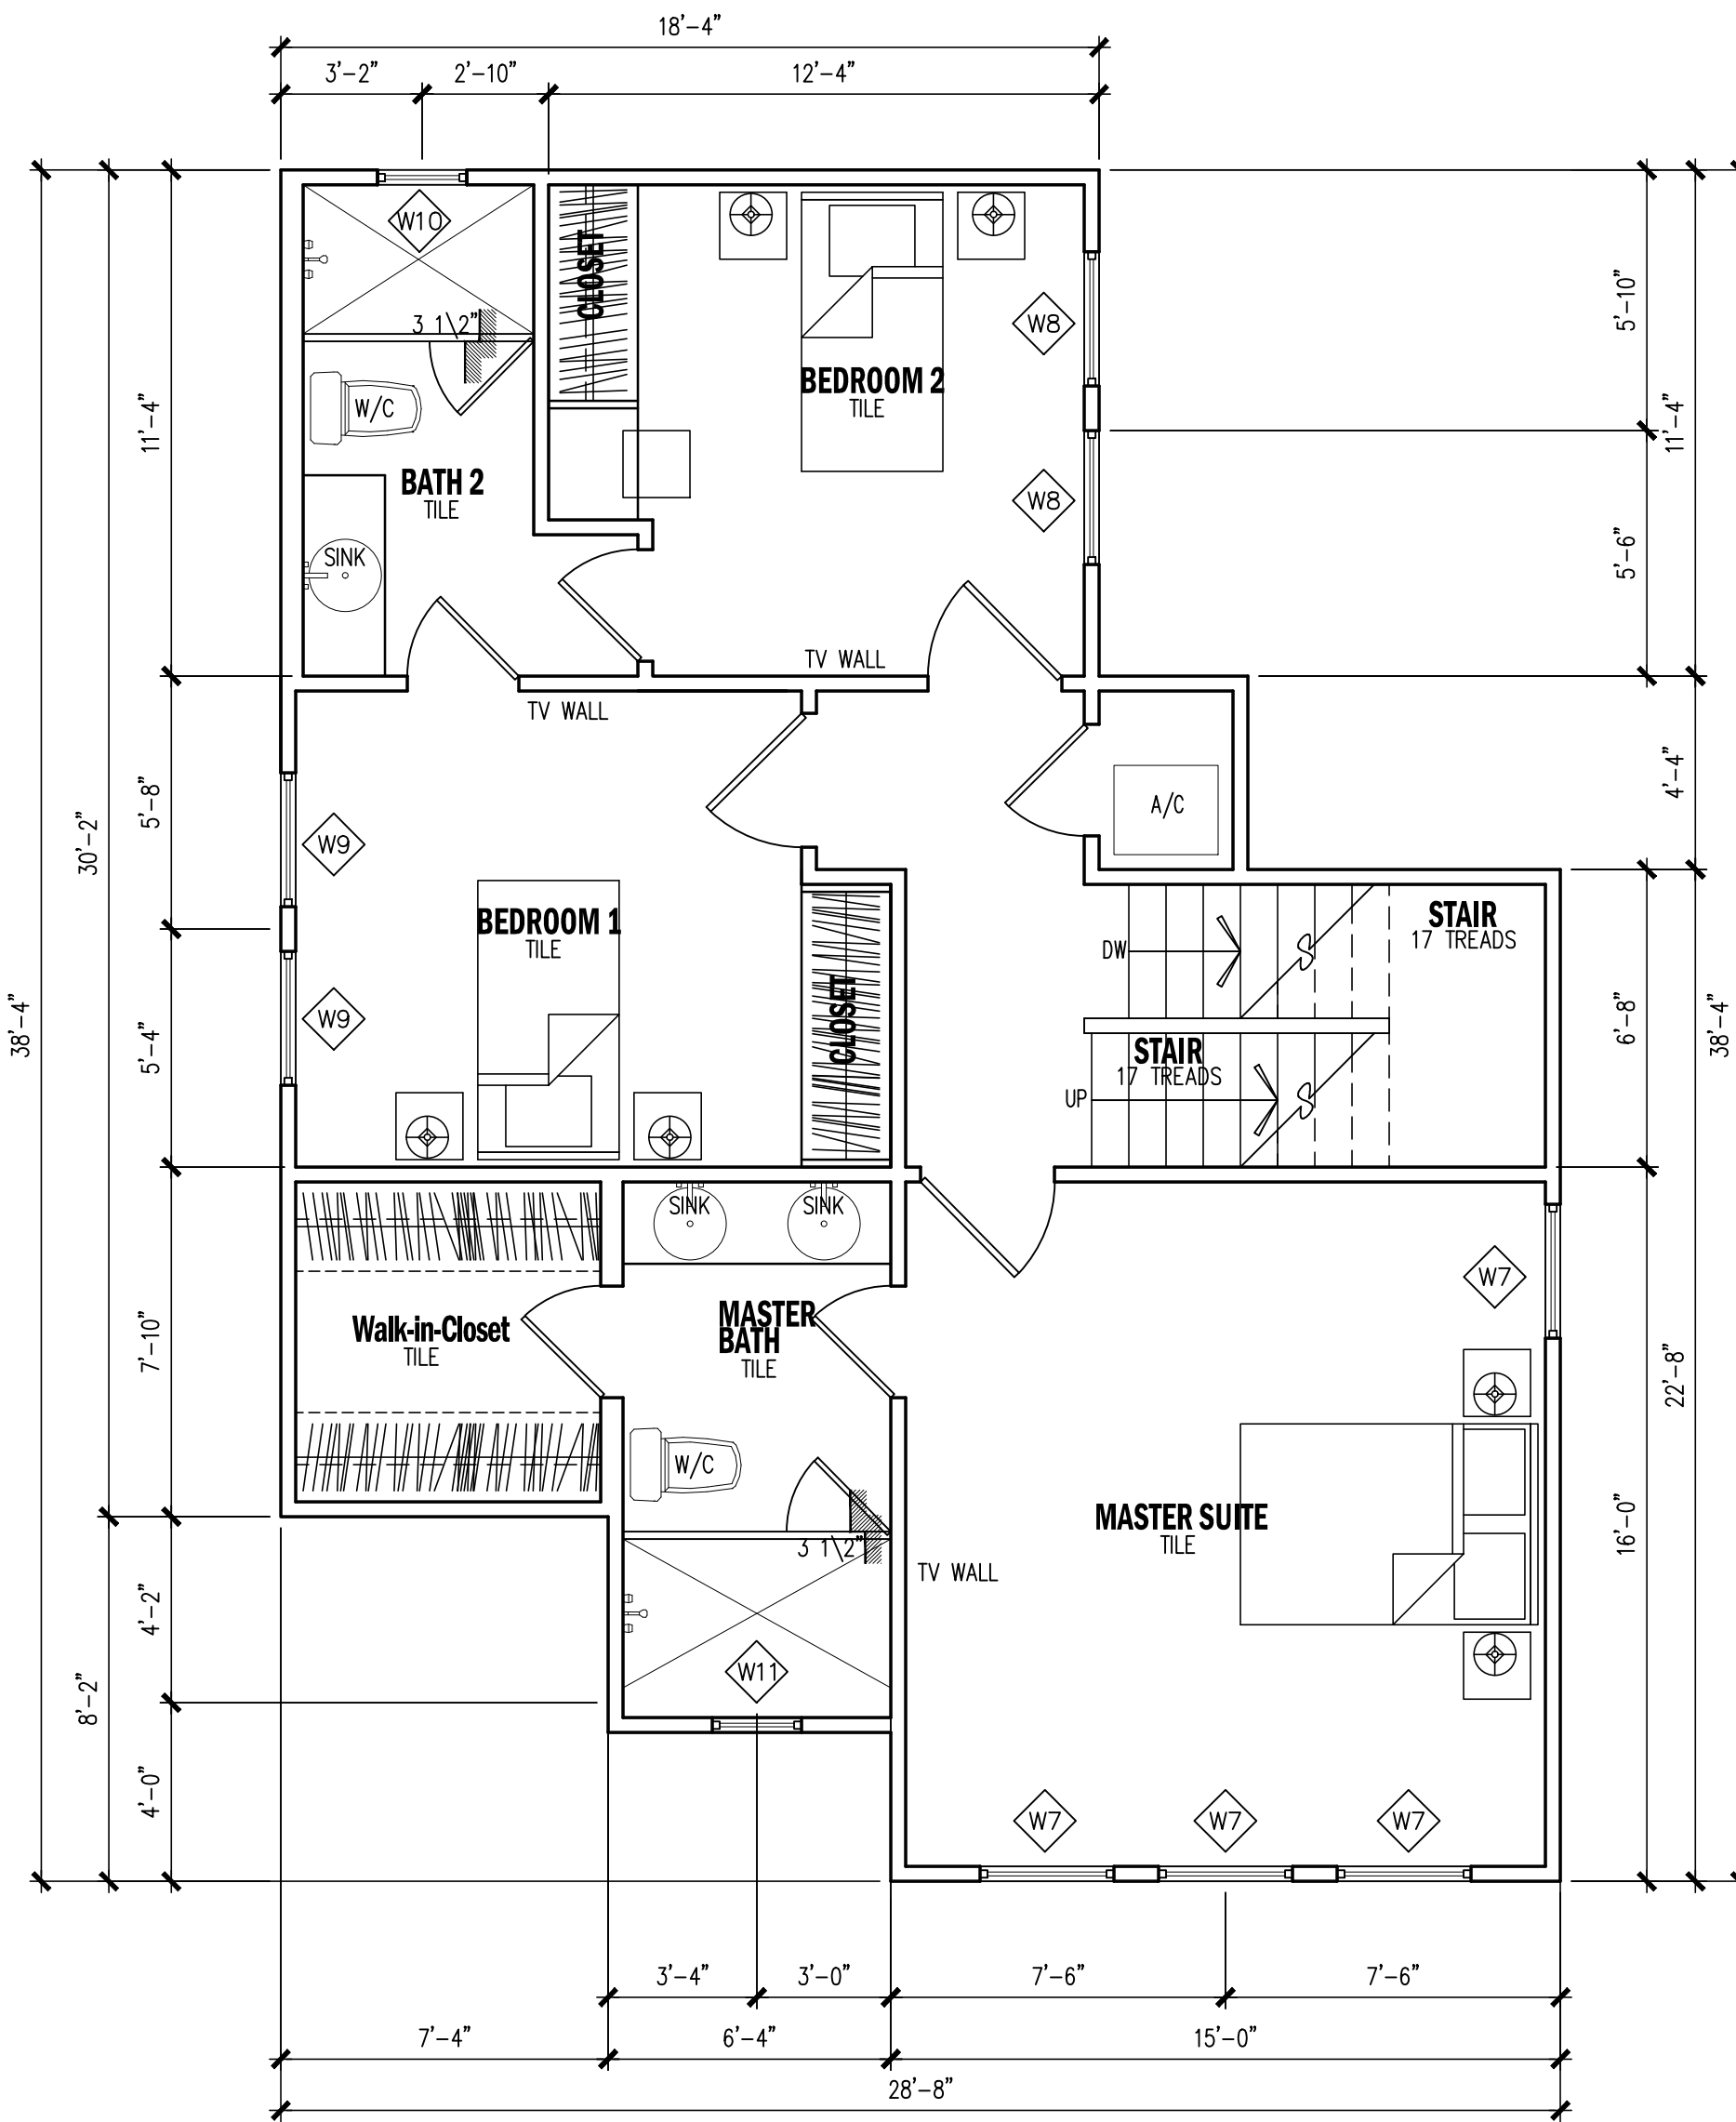 18'-4"
3'-2" 2'-10" 12'-4"
W10
CLOSET
3 1\2"
W/C
BATH 2
TILE
SINK
BEDROOM 2
TILE
W8
W8
TV WALL
TV WALL
5'-10"
11'-4"
5'-6"
4'-4"
6'-8"
38'-4"
22'-8"
16'-0"
11'-4"
5'-8"
30'-2"
38'-4"
5'-4"
7'-10"
4'-2"
8'-2"
4'-0"
W9
W9
BEDROOM 1
TILE
CLOSET
A/C
STAIR
17 TREADS
DW
STAIR
17 TREADS
UP
SINK SINK
Walk-in-Closet
TILE
MASTER
BATH
TILE
W/C
3 1\2"
W11
W7
MASTER SUITE
TILE
TV WALL
W7 W7 W7
3'-4" 3'-0" 7'-6" 7'-6"
7'-4" 6'-4" 15'-0"
28'-8"